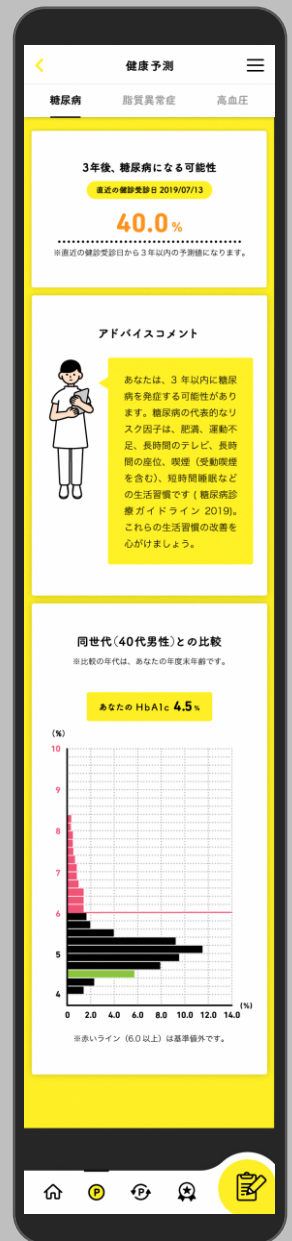 健康予測
糖尿病 脂質異常症 高血圧
3年後、糖尿病になる可能性
直近の健診受診日 2019/07/13
40.0 %
※直近の健診受診日から3年以内の予測値になります。
アドバイスコメント
あなたは、3 年以内に糖尿
病を発症する可能性があり
ます。糖尿病の代表的なリ
スク因子は、肥満、運動不
足、長時間のテレビ、長時
間の座位、喫煙（受動喫煙
を含む）、短時間睡眠など
の生活習慣です ( 糖尿病診
療ガイドライン 2019)。
これらの生活習慣の改善を
心がけましょう。
同世代（40代男性）との比較
※比較の年代は、あなたの年度末年齢です。
あなたの HbA1c 4.5 %
(%)
10
9
8
7
6
5
4
0 2.0 4.0 6.0 8.0 10.0 12.0 14.0
(%)
※赤いライン（6.0 以上）は基準値外です。
P
P